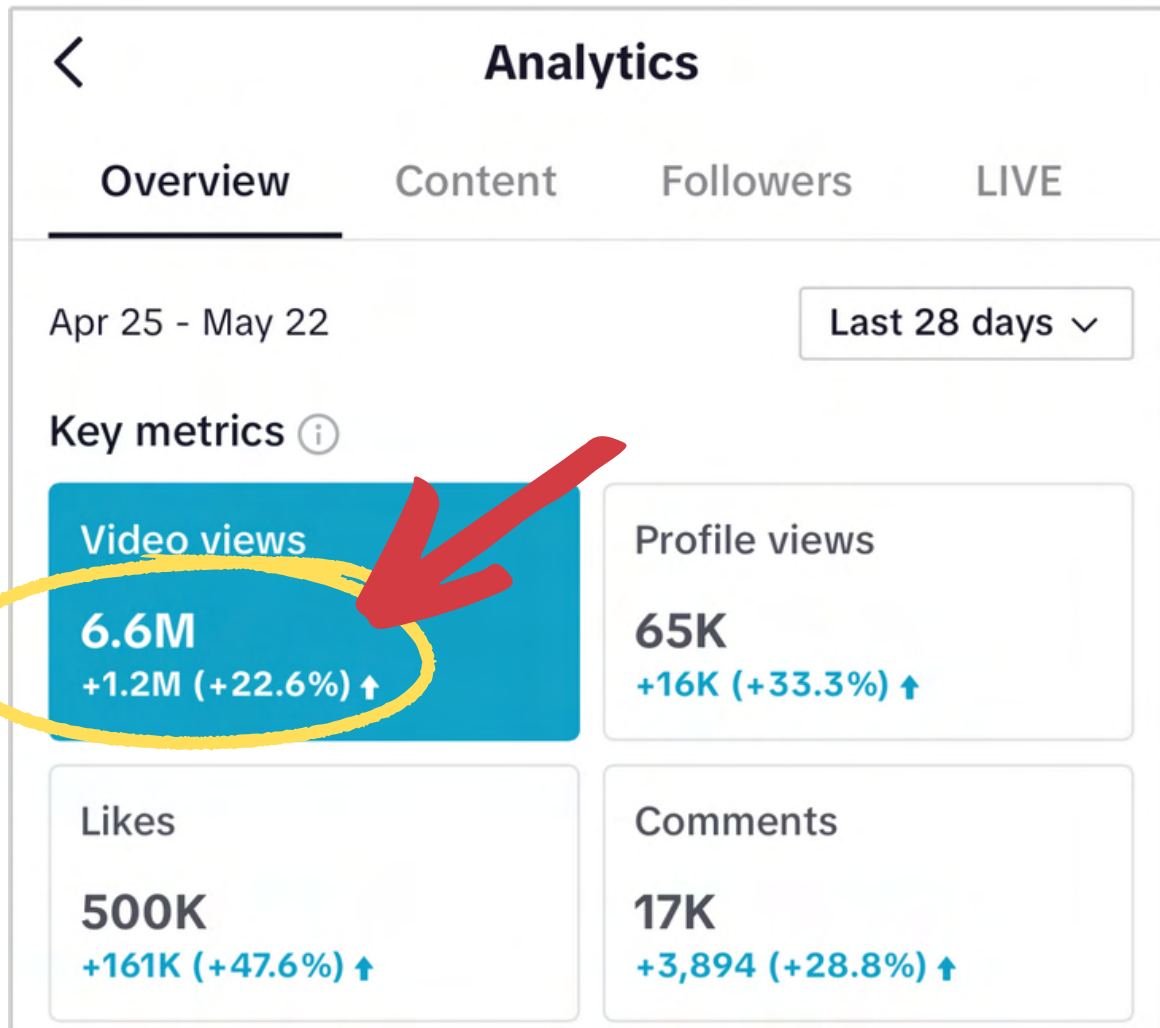 Analytics
Overview Content Followers LIVE
Apr 25 - May 22 Last 28 days
Key metrics
Video views Profile views
6.6M 65K
+1.2M (+22.6%) +16K (+33.3%)
Likes Comments
500K 17K
+161K (+47.6%) +3,894 (+28.8%)